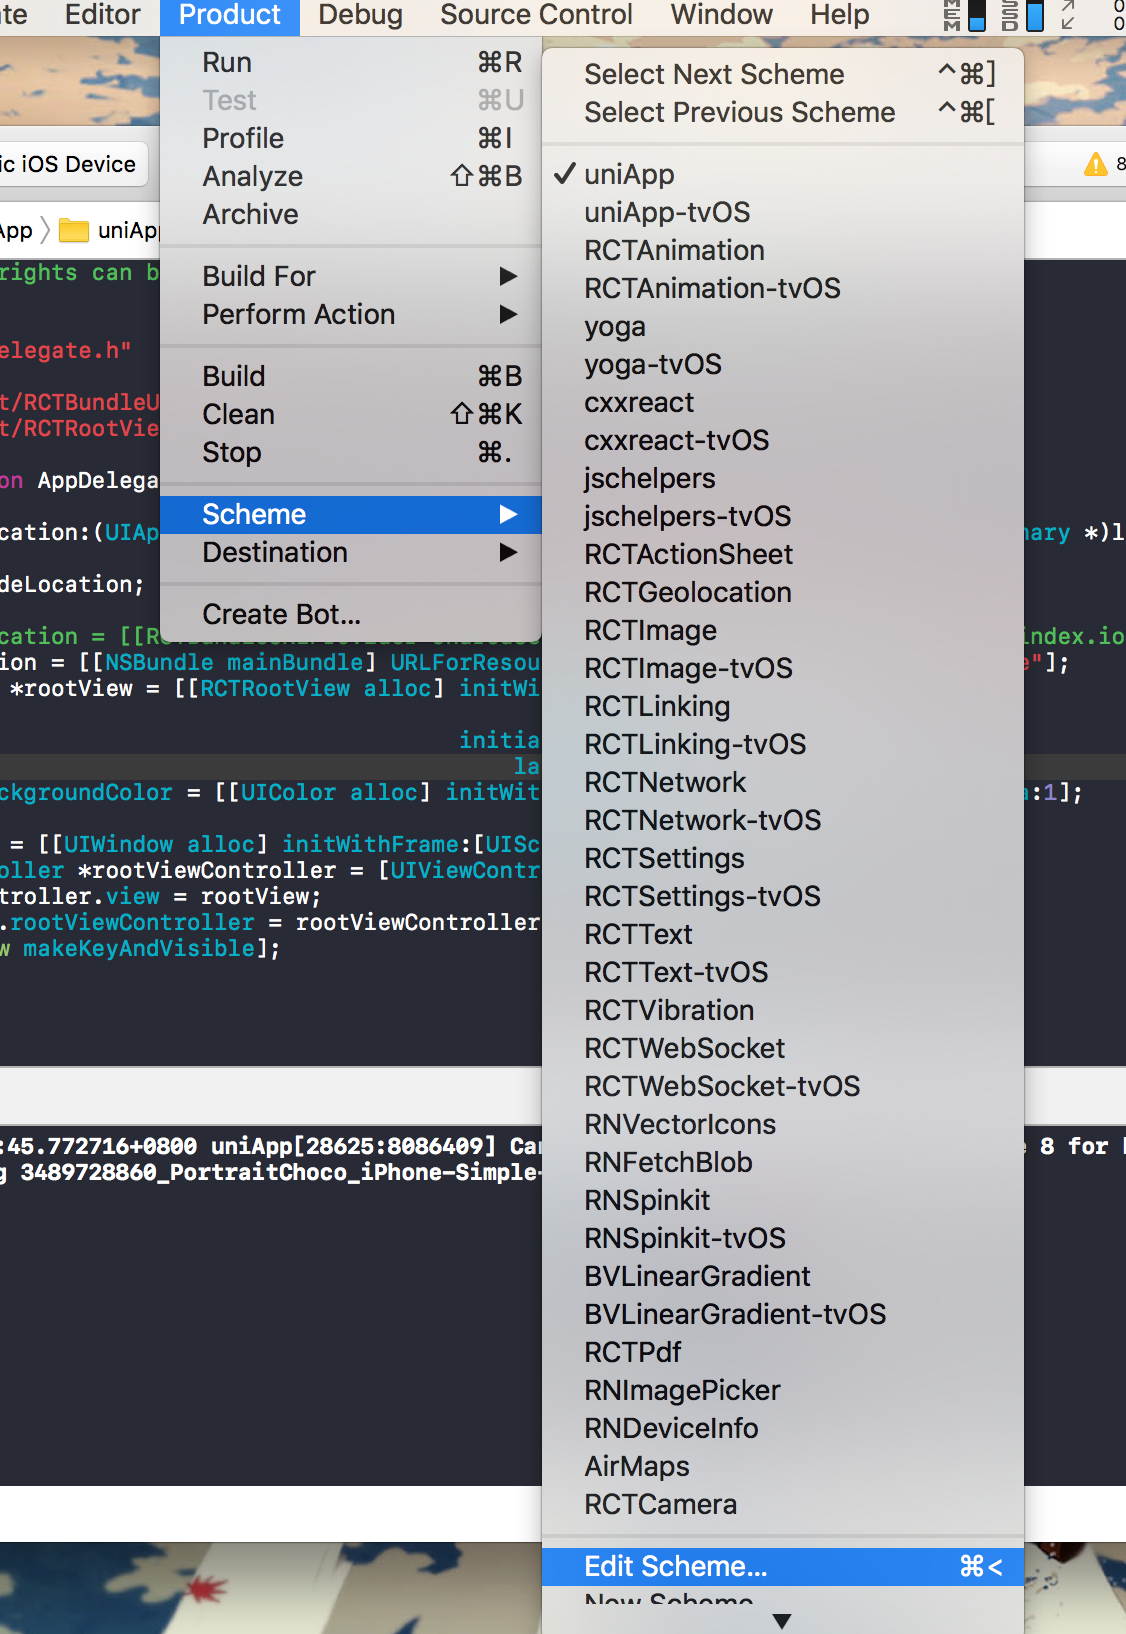 Editor Product Debug Source Control Window Help
MEM SSD
Run ⌘R
Test ⌘U
Profile ⌘I
Analyze ⇧⌘B
Archive
Build For ▶
Perform Action ▶
Build ⌘B
Clean ⇧⌘K
Stop ⌘.
Scheme ▶
Destination ▶
Create Bot...
Select Next Scheme ^⌘]
Select Previous Scheme ^⌘[
✓ uniApp
uniApp-tvOS
RCTAnimation
RCTAnimation-tvOS
yoga
yoga-tvOS
cxxreact
cxxreact-tvOS
jschelpers
jschelpers-tvOS
RCTActionSheet
RCTGeolocation
RCTImage
RCTImage-tvOS
RCTLinking
RCTLinking-tvOS
RCTNetwork
RCTNetwork-tvOS
RCTSettings
RCTSettings-tvOS
RCTText
RCTText-tvOS
RCTVibration
RCTWebSocket
RCTWebSocket-tvOS
RNVectorIcons
RNFetchBlob
RNSpinkit
RNSpinkit-tvOS
BVLinearGradient
BVLinearGradient-tvOS
RCTPdf
RNImagePicker
RNDeviceInfo
AirMaps
RCTCamera
Edit Scheme... ⌘<
ic iOS Device
8
App 〉 uniAp
rights can b
elegate.h"
t/RCTBundleU
t/RCTRootVie
on AppDelega
cation:(UIAp
nary *)l
deLocation;
cation = [[R
index.io
ion = [[NSBundle mainBundle] URLForResou
e"];
*rootView = [[RCTRootView alloc] initWi
initia
la
ckgroundColor = [[UIColor alloc] initWit
a:1];
= [[UIWindow alloc] initWithFrame:[UISc
oller *rootViewController = [UIViewContr
troller.view = rootView;
.rootViewController = rootViewController
w makeKeyAndVisible];
:45.772716+0800 uniApp[28625:8086409] Ca
8 for
g 3489728860_PortraitChoco_iPhone-Simple-